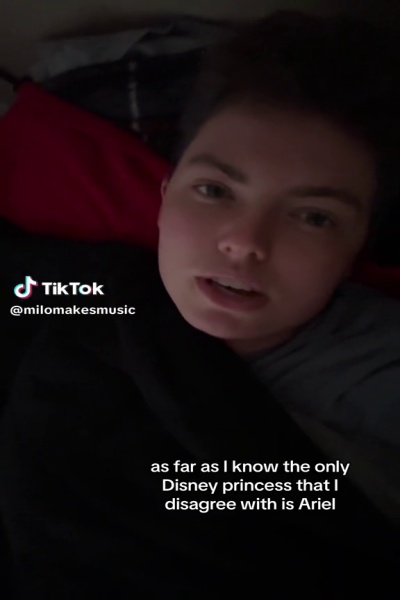 TikTok
@milomakesmusic
as far as I know the only
Disney princess that I
disagree with is Ariel